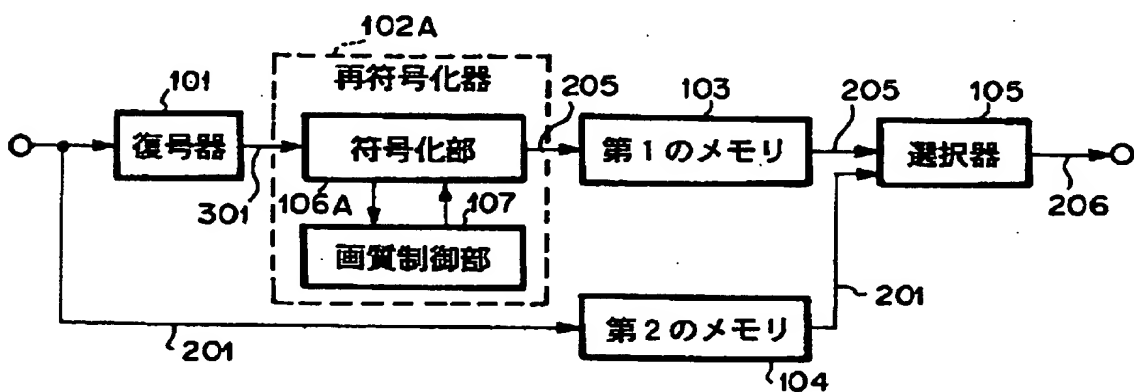 102A
再符号化器
101
復号器
301
符号化部
106A
107
画質制御部
205
103
第1のメモリ
205
105
選択器
206
201
第2のメモリ
104
201